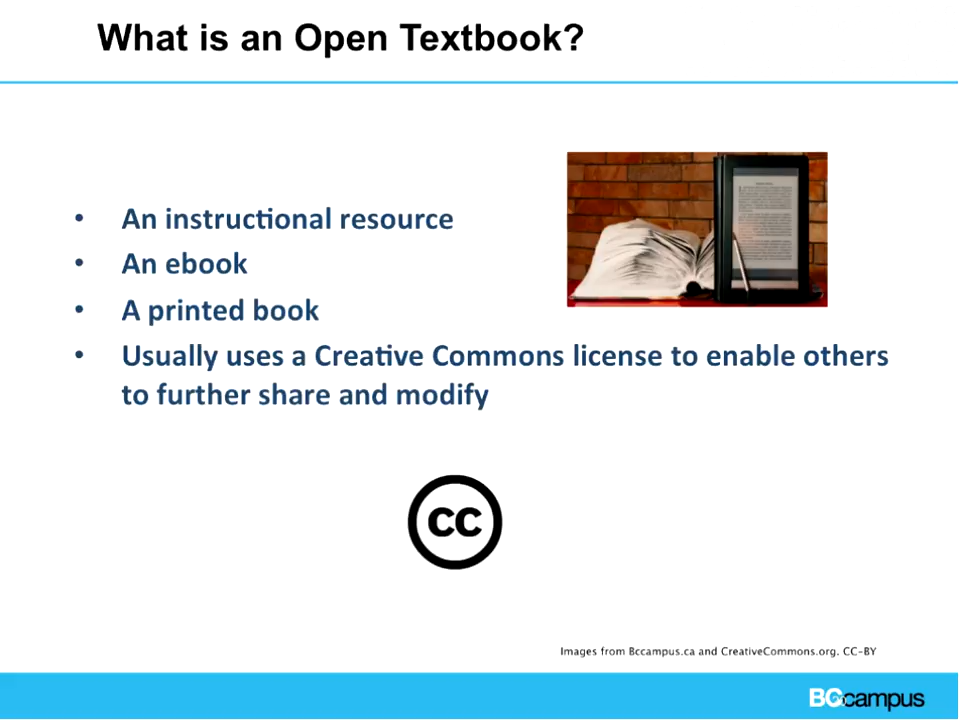 What is an Open Textbook?
• An instructional resource
• An ebook
• A printed book
• Usually uses a Creative Commons license to enable others
to further share and modify
cc
Images from Bccampus.ca and CreativeCommons.org. CC-BY
BCcampus